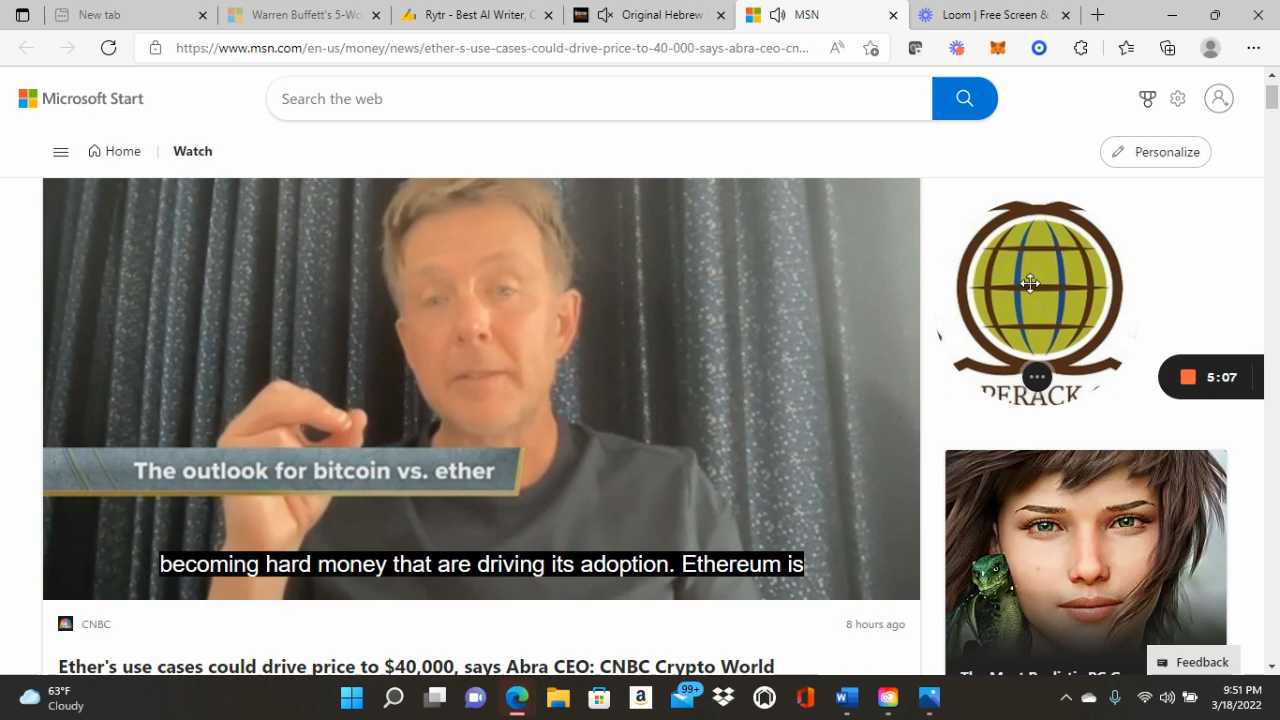 New tab
Warren Buffett's 5-Wo
Rytr - Best AI Writer, C
Original Hebrew
MSN
Loom | Free Screen &
https://www.msn.com/en-us/money/news/ether-s-use-cases-could-drive-price-to-40-000-says-abra-ceo-cn...
Microsoft Start
Search the web
Home
Watch
Personalize
The outlook for bitcoin vs. ether
becoming hard money that are driving its adoption. Ethereum is
PERACK
5:07
CNBC
8 hours ago
Ether's use cases could drive price to $40,000, says Abra CEO: CNBC Crypto World
Feedback
63°F
Cloudy
99+
9:51 PM
3/18/2022